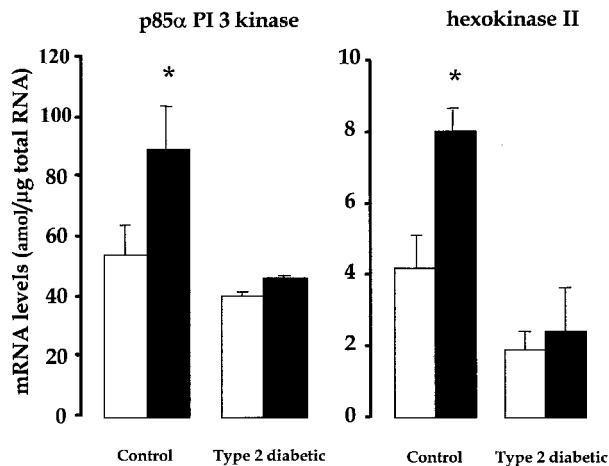 p85α PI 3 kinase
hexokinase II
mRNA levels (amol/µg total RNA)
120
100
80
60
40
20
0
*
10
8
6
4
2
0
*
Control
Type 2 diabetic
Control
Type 2 diabetic